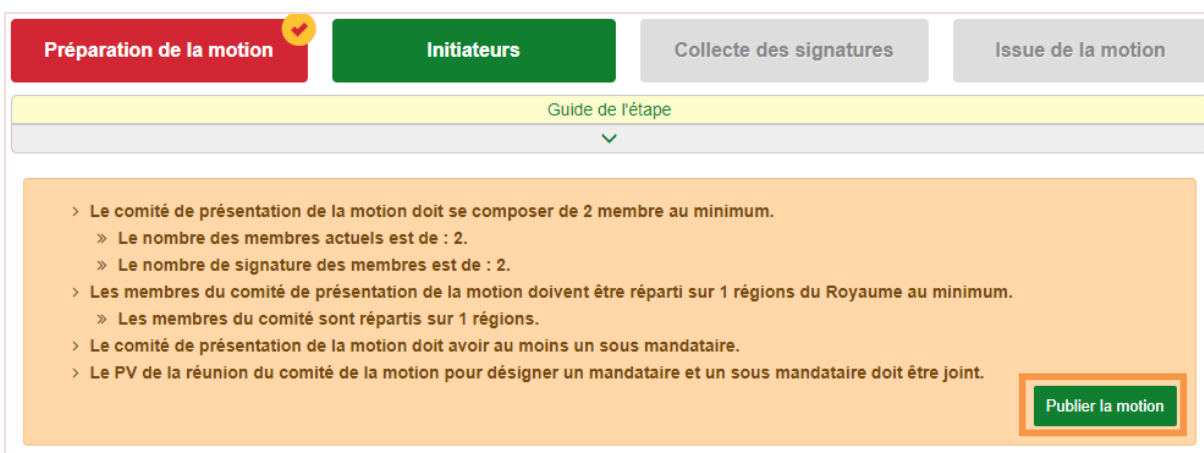 Préparation de la motion
Initiateurs
Collecte des signatures
Issue de la motion
Guide de l'étape
> Le comité de présentation de la motion doit se composer de 2 membre au minimum.
» Le nombre des membres actuels est de : 2.
» Le nombre de signature des membres est de : 2.
> Les membres du comité de présentation de la motion doivent être réparti sur 1 régions du Royaume au minimum.
» Les membres du comité sont répartis sur 1 régions.
> Le comité de présentation de la motion doit avoir au moins un sous mandataire.
> Le PV de la réunion du comité de la motion pour désigner un mandataire et un sous mandataire doit être joint.
Publier la motion